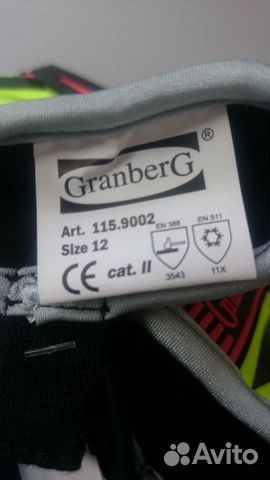 GranberG ®
Art. 115.9002
Size 12
CE cat. II
EN 388
3543
EN 511
11X
Avito